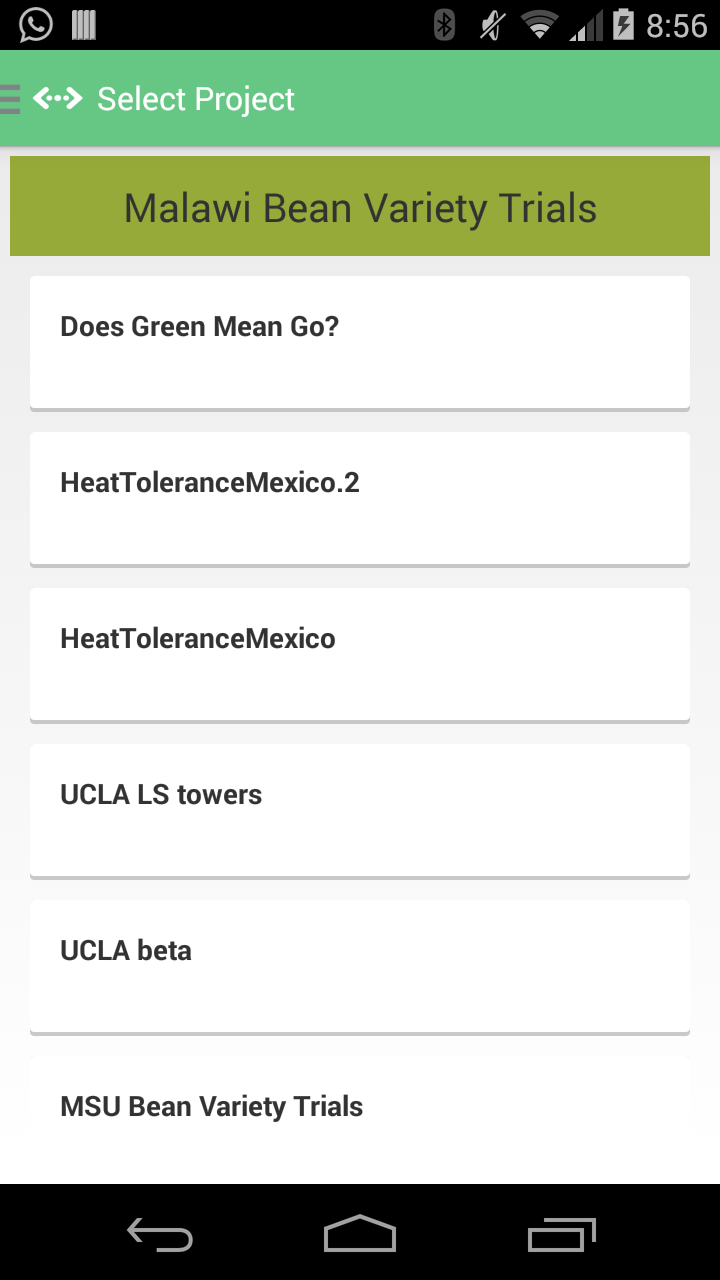 8:56
Select Project
Malawi Bean Variety Trials
Does Green Mean Go?
HeatToleranceMexico.2
HeatToleranceMexico
UCLA LS towers
UCLA beta
MSU Bean Variety Trials